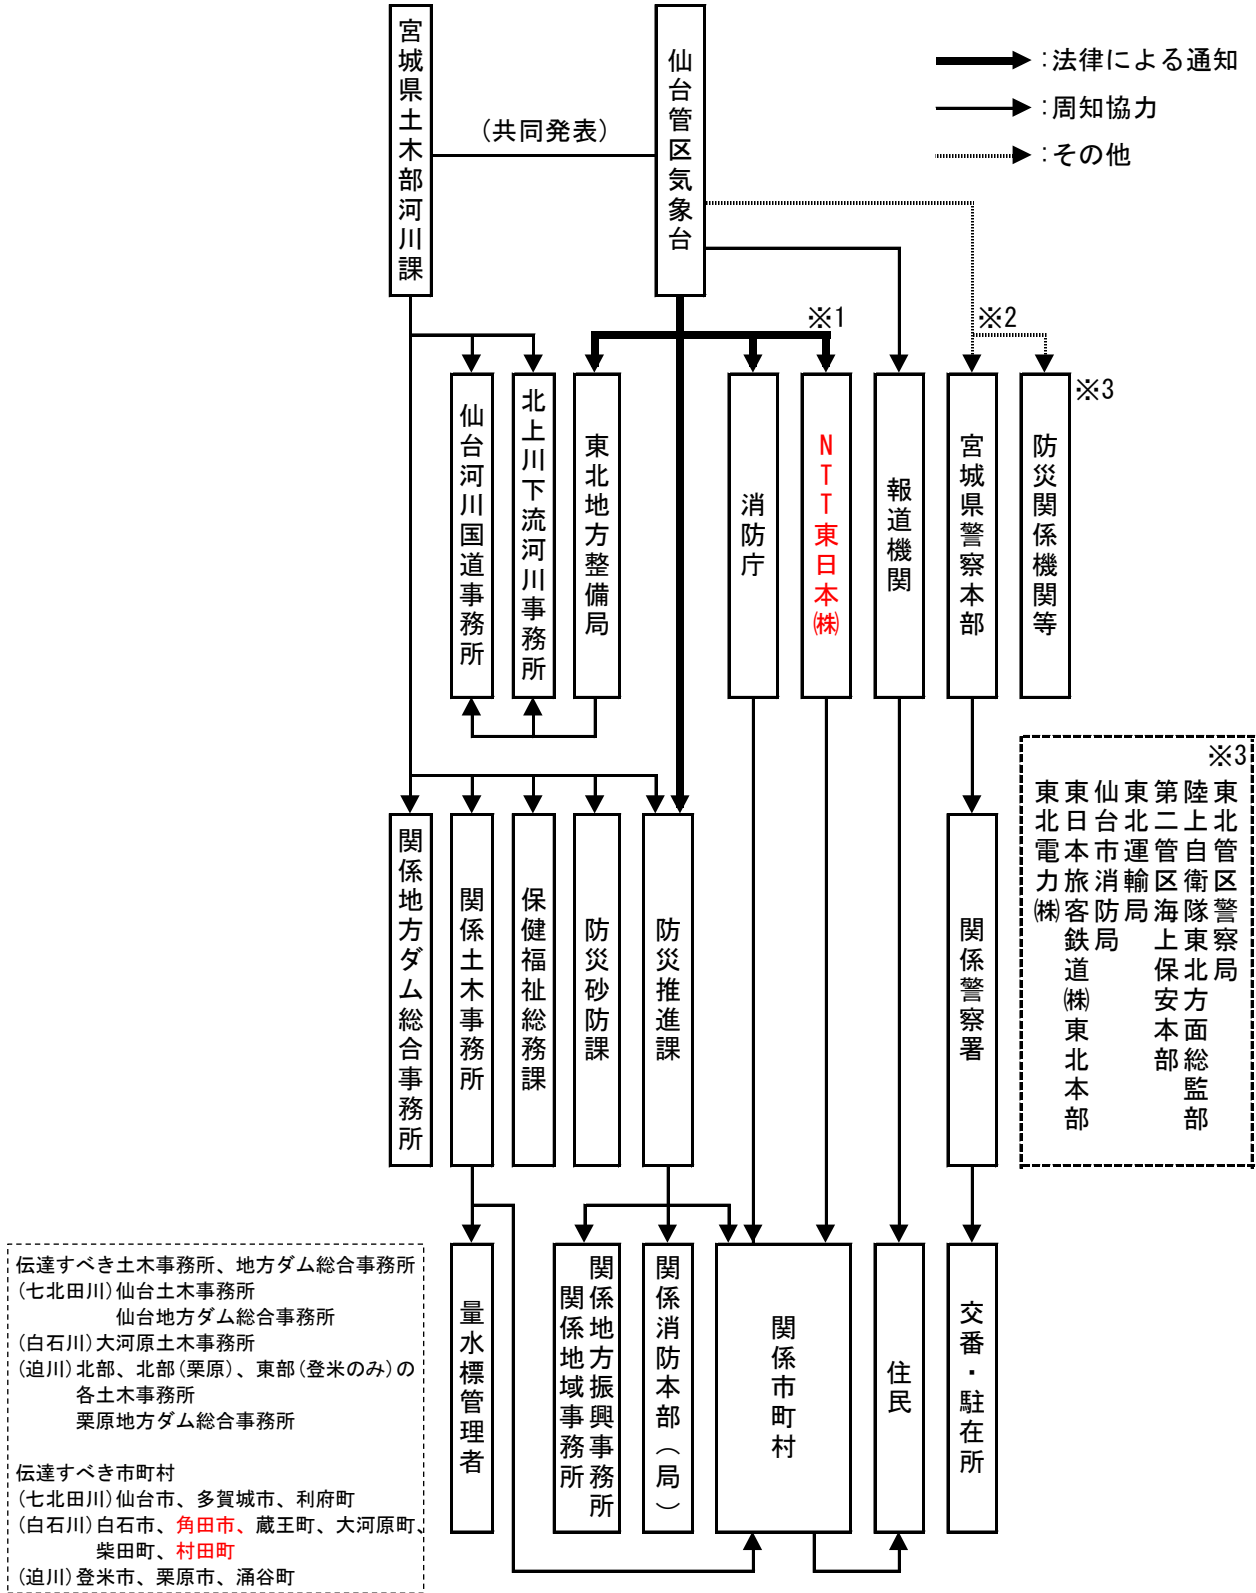 宮城県土木部河川課
(共同発表)
仙台管区気象台
:法律による通知
:周知協力
:その他
※1
※2
※3
仙台河川国道事務所
北上川下流河川事務所
東北地方整備局
消防庁
NTT東日本㈱
報道機関
宮城県警察本部
防災関係機関等
※3
東北管区警察局
陸上自衛隊東北方面総監部
第二管区海上保安本部
東北運輸局
仙台市消防局
東日本旅客鉄道㈱東北本部
東北電力㈱
関係地方ダム総合事務所
関係土木事務所
保健福祉総務課
防災砂防課
防災推進課
関係警察署
量水標管理者
関係地方振興事務所
関係地域事務所
関係消防本部(局)
関係市町村
住民
交番・駐在所
伝達すべき土木事務所、地方ダム総合事務所
(七北田川)仙台土木事務所
仙台地方ダム総合事務所
(白石川)大河原土木事務所
(迫川)北部、北部(栗原)、東部(登米のみ)の
各土木事務所
栗原地方ダム総合事務所
伝達すべき市町村
(七北田川)仙台市、多賀城市、利府町
(白石川)白石市、角田市、蔵王町、大河原町、
柴田町、村田町
(迫川)登米市、栗原市、涌谷町